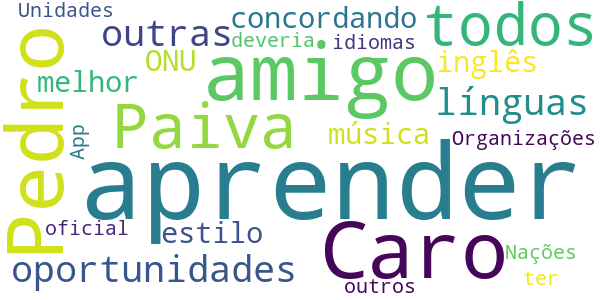 Unidades
concordando
todos
outras
deveria
idiomas
ONU
amigo
inglês
melhor
Pedro
línguas
Paiva
música
Organizações
App
aprender
oficial
estilo
Caro
Nações
oportunidades
outros
ter